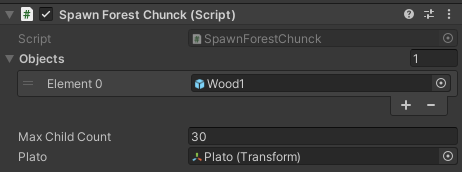 Spawn Forest Chunck (Script)
Script SpawnForestChunck
Objects 1
Element 0 Wood1
Max Child Count 30
Plato Plato (Transform)